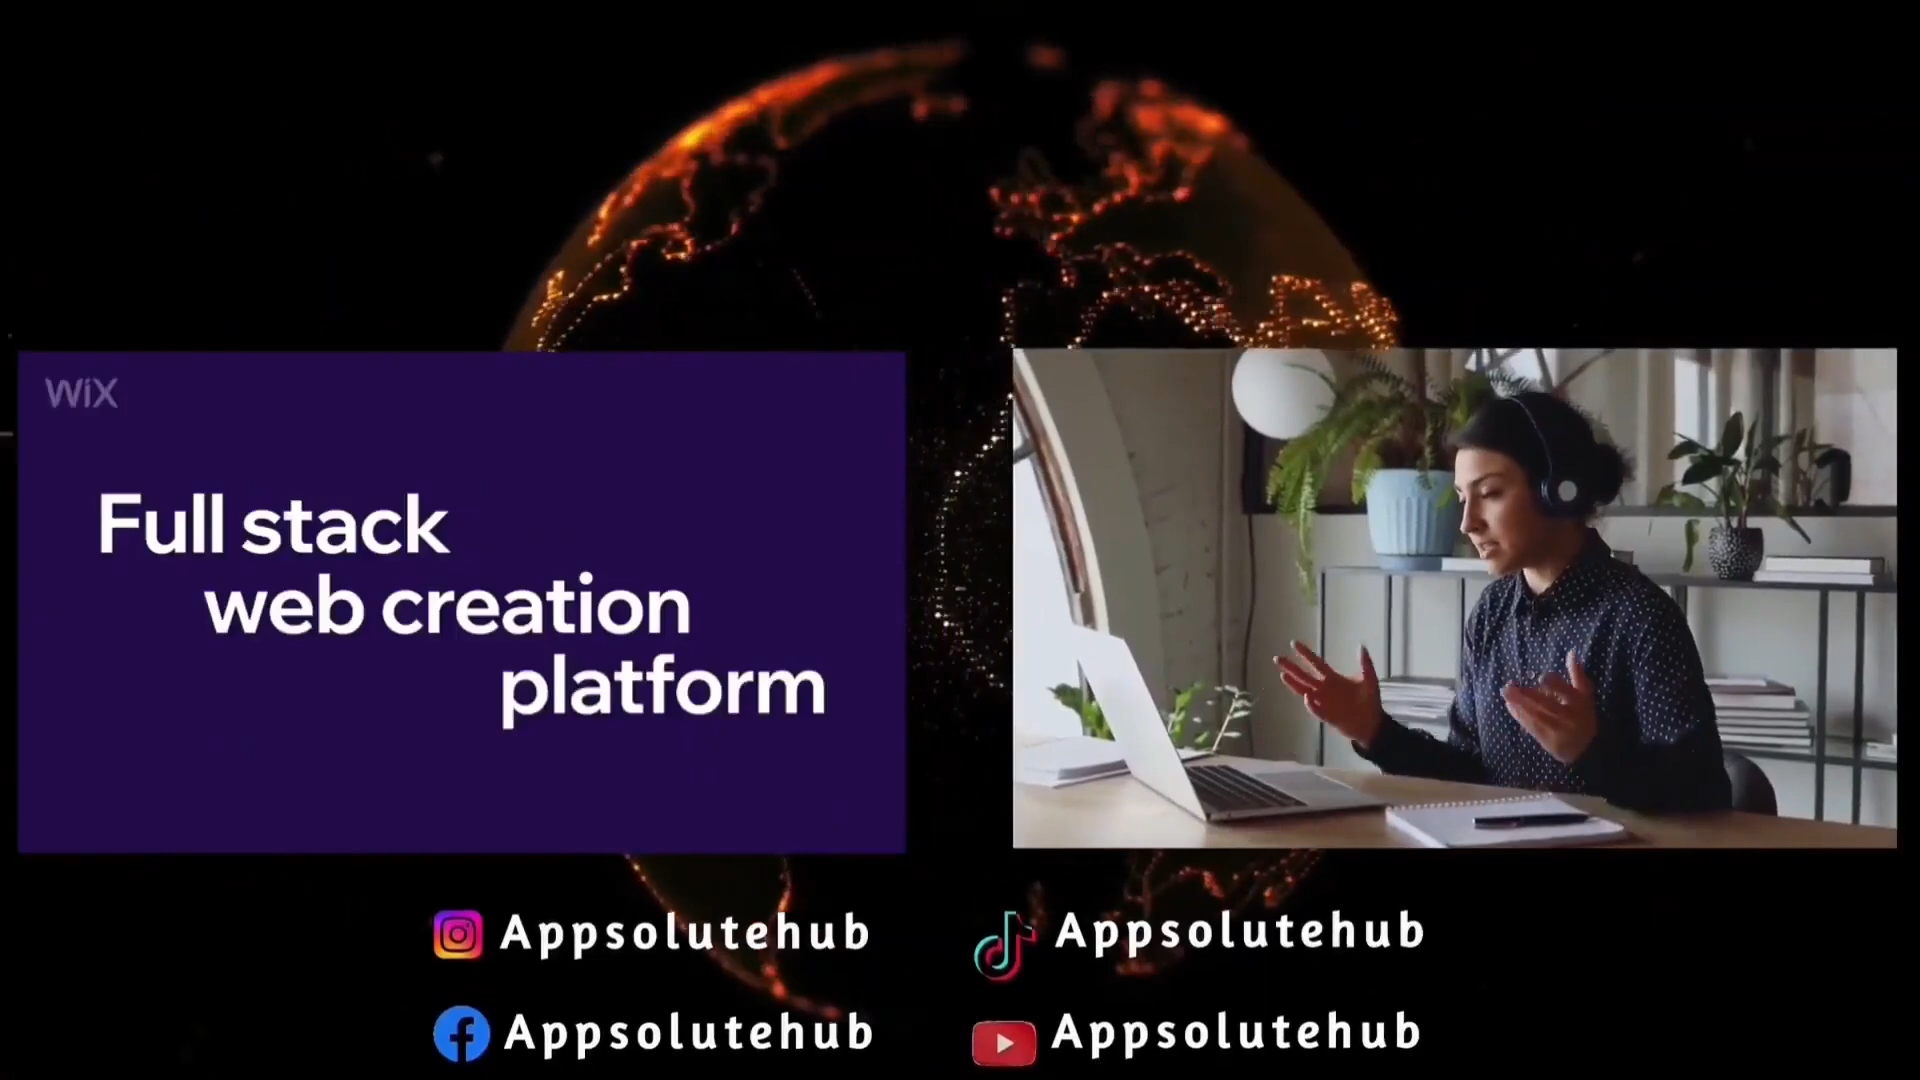 WiX
Full stack
web creation
platform
Appsolutehub
Appsolutehub
Appsolutehub
Appsolutehub